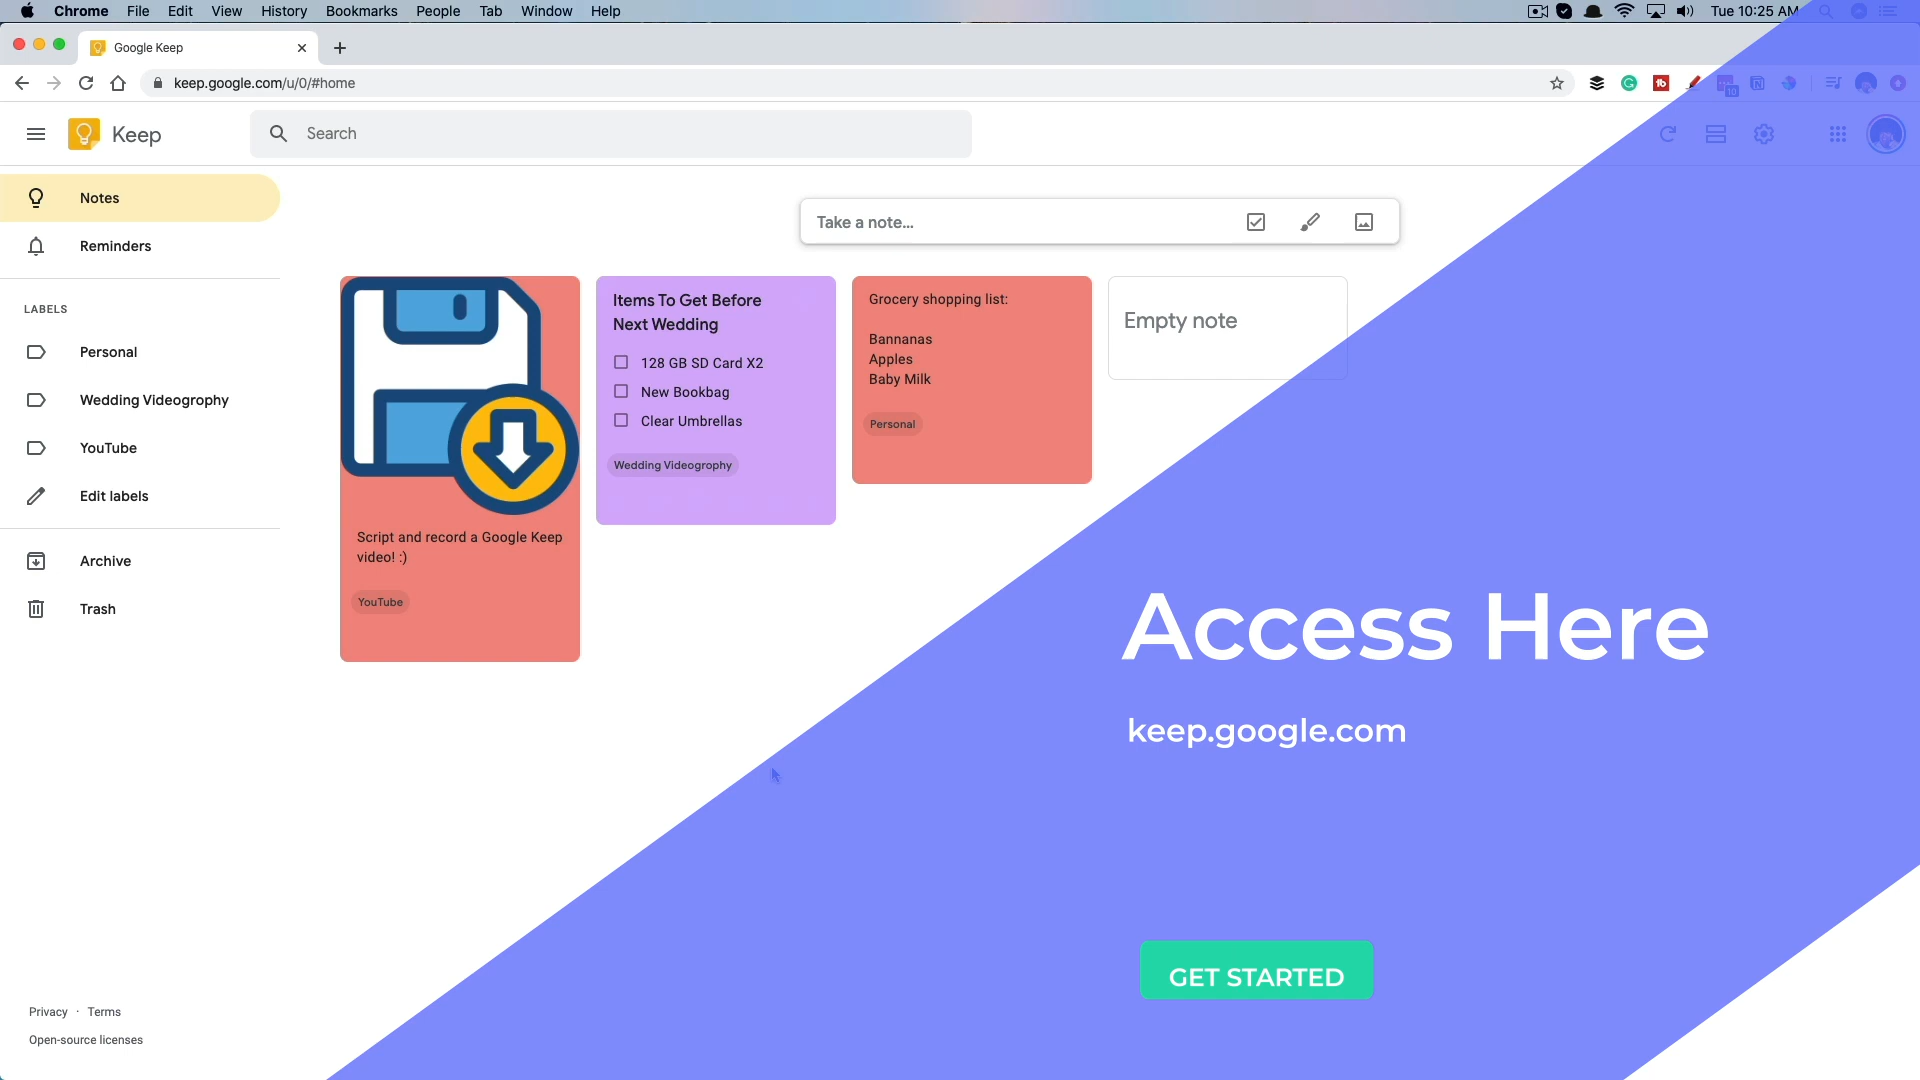 Chrome File Edit View History Bookmarks People Tab Window Help
Tue 10:25 AM
Google Keep
keep.google.com/u/0/#home
tb
10
Keep
Search
Notes
Reminders
LABELS
Personal
Wedding Videogrophy
YouTube
Edit labels
Archive
Trash
Take a note...
Script and record a Google Keep
video! :)
YouTube
Items To Get Before
Next Wedding
128 GB SD Card X2
New Bookbag
Clear Umbrellas
Wedding Videogrophy
Grocery shopping list:
Bannanas
Apples
Baby Milk
Personal
Empty note
Access Here
keep.google.com
GET STARTED
Privacy · Terms
Open-source licenses